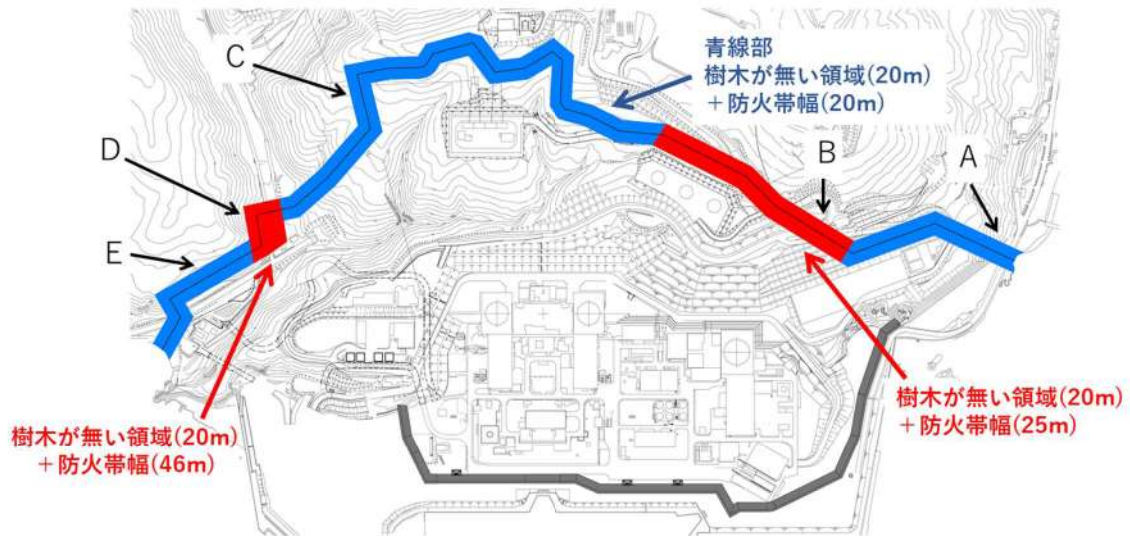 青線部
樹木が無い領域(20m)
＋防火帯幅(20m)
C
D
B
A
E
樹木が無い領域(20m)
＋防火帯幅(46m)
樹木が無い領域(20m)
＋防火帯幅(25m)